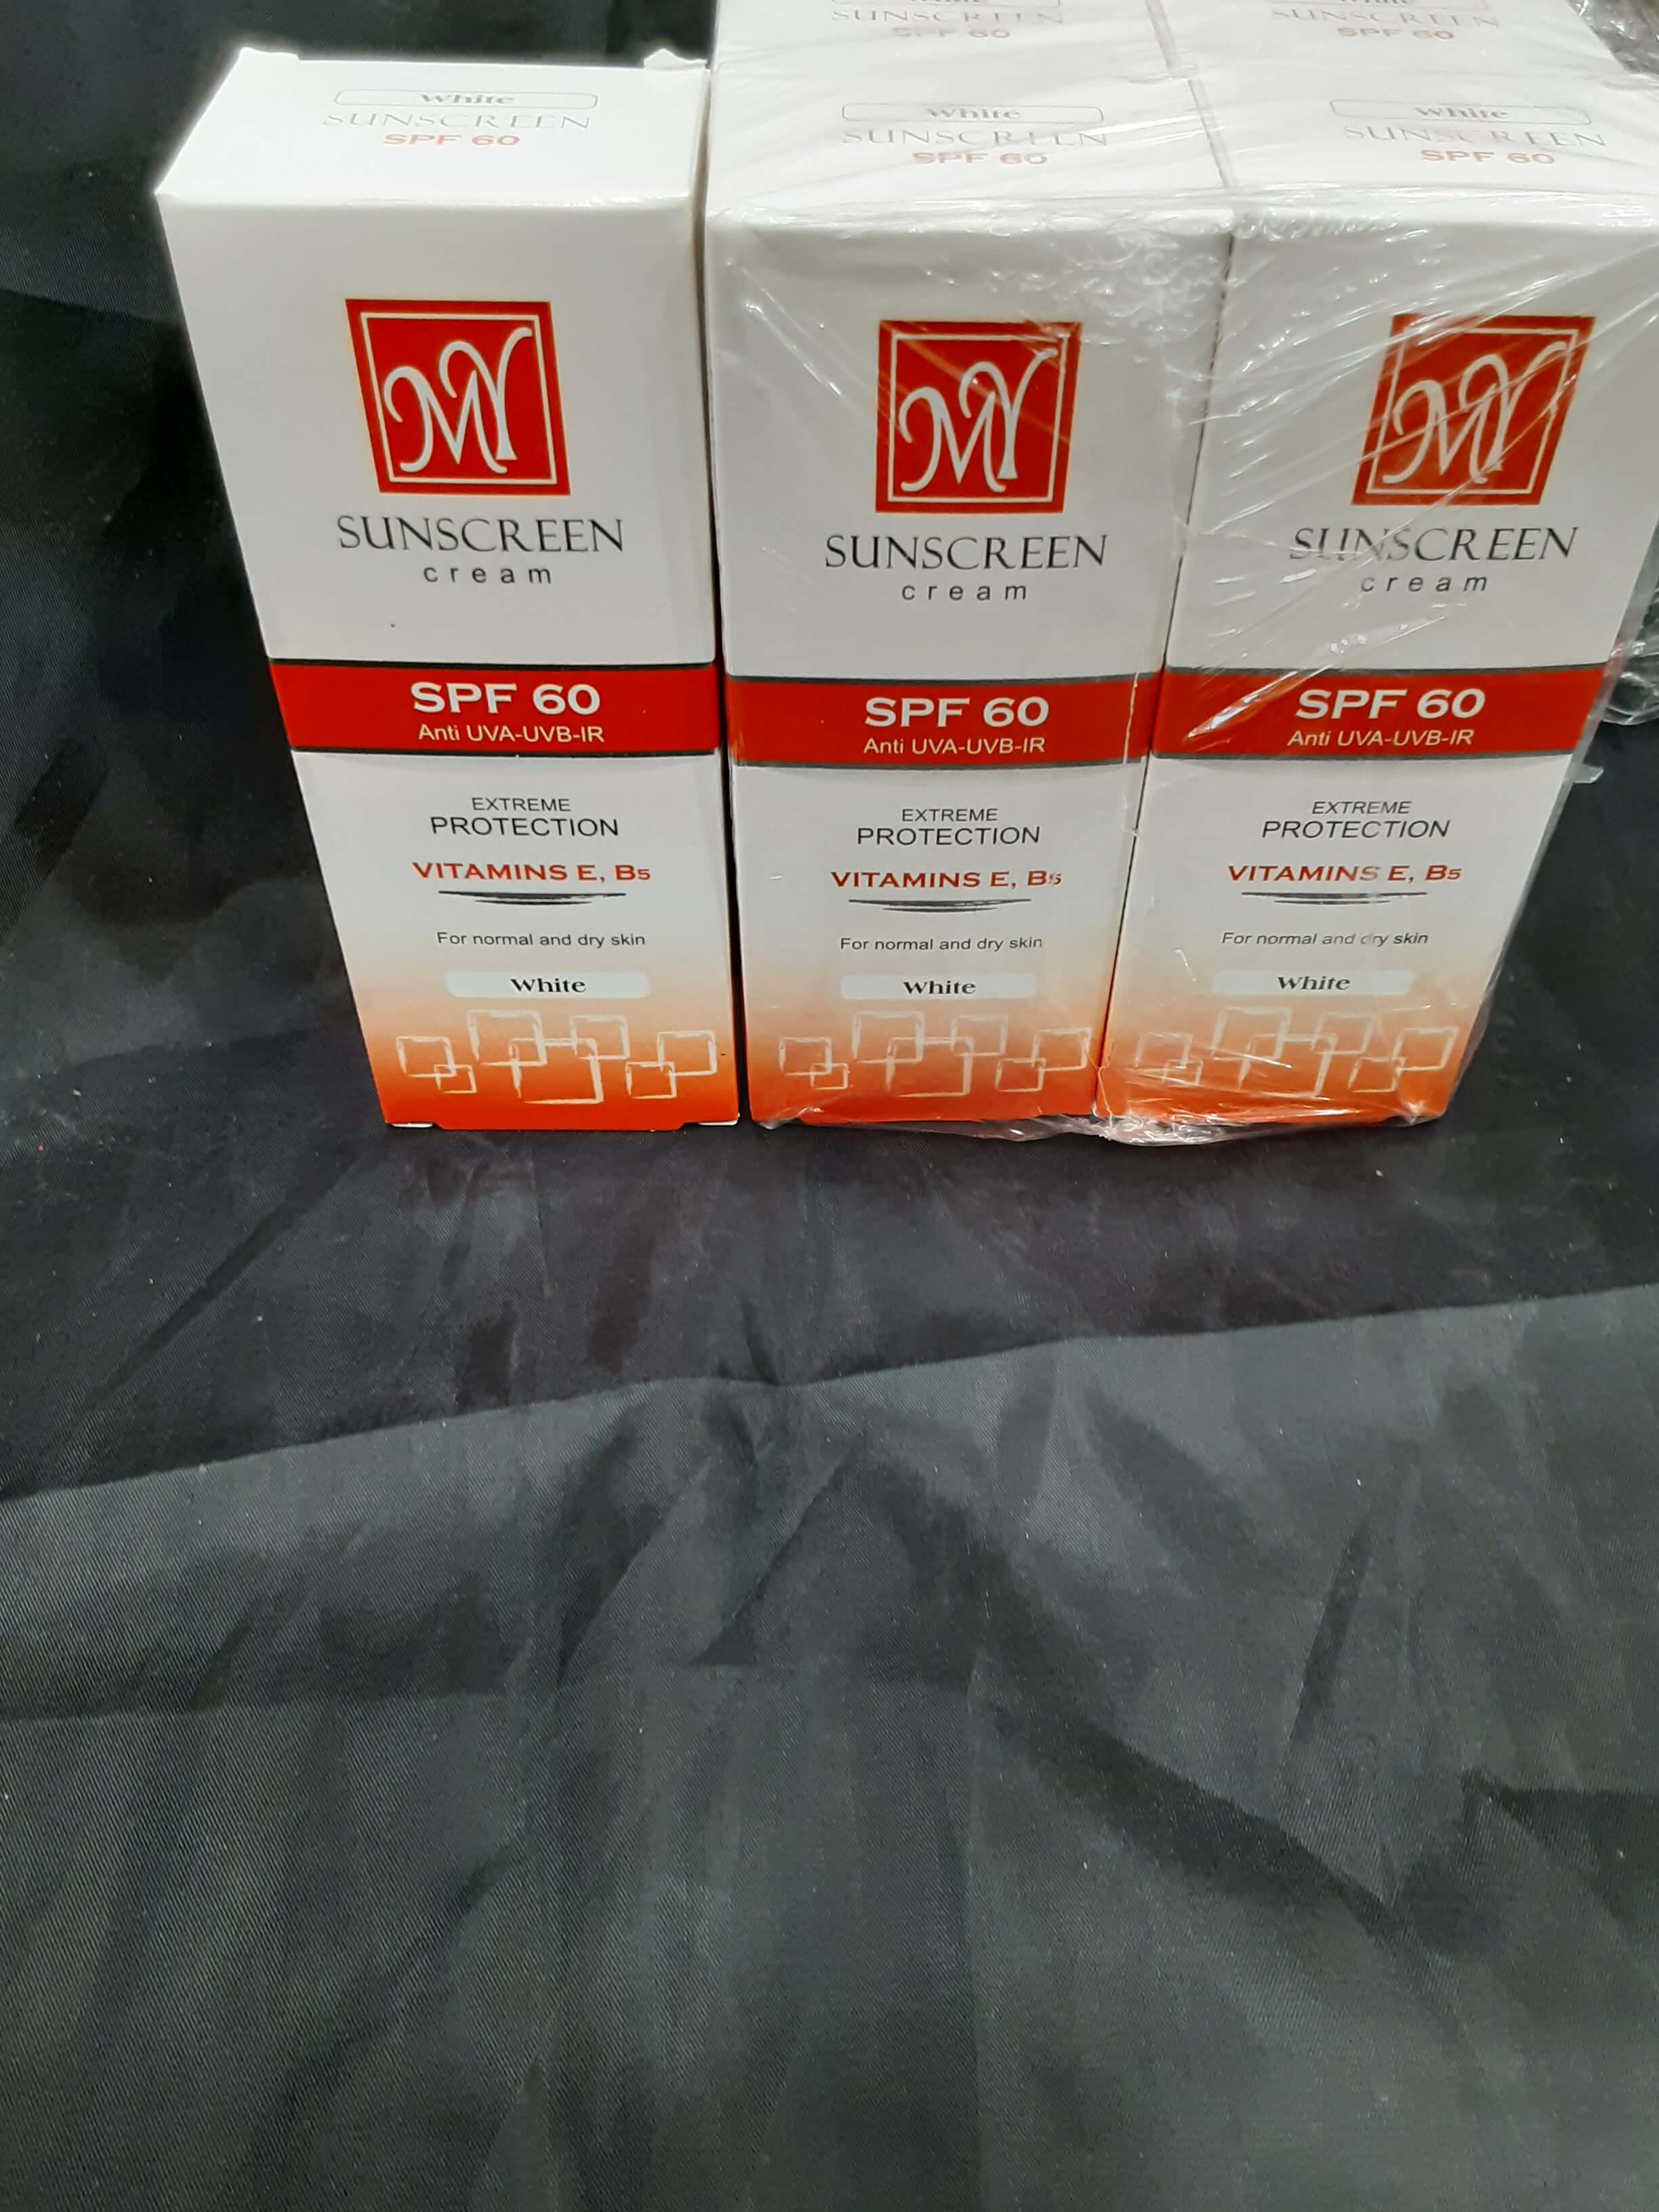 White
SUNSCREEN
SPF 60
MY
SUNSCREEN
cream
SPF 60
Anti UVA-UVB-IR
EXTREME
PROTECTION
VITAMINS E, B5
For normal and dry skin
White
SUNSCREEN
SPF 60
White
SUNSCREEN
SPF 60
MY
SUNSCREEN
cream
SPF 60
Anti UVA-UVB-IR
EXTREME
PROTECTION
VITAMINS E, B5
For normal and dry skin
White
SUNSCREEN
SPF 60
White
SUNSCREEN
SPF 60
MY
SUNSCREEN
cream
SPF 60
Anti UVA-UVB-IR
EXTREME
PROTECTION
VITAMINS E, B5
For normal and dry skin
White